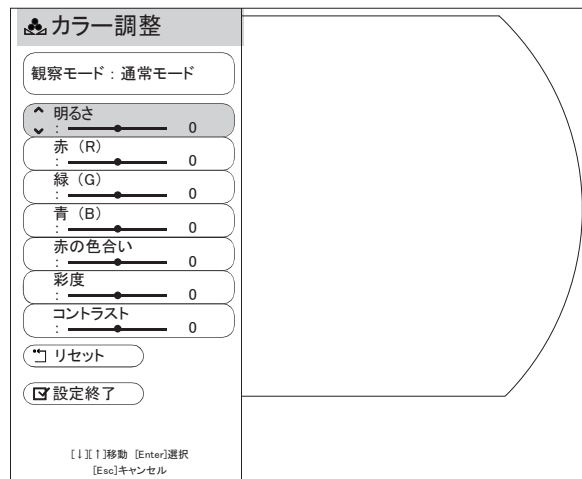 カラー調整
観察モード：通常モード
明るさ
: 0
赤（R）
: 0
緑（G）
: 0
青（B）
: 0
赤の色合い
: 0
彩度
: 0
コントラスト
: 0
リセット
設定終了
[↓][↑]移動 [Enter]選択
[Esc]キャンセル